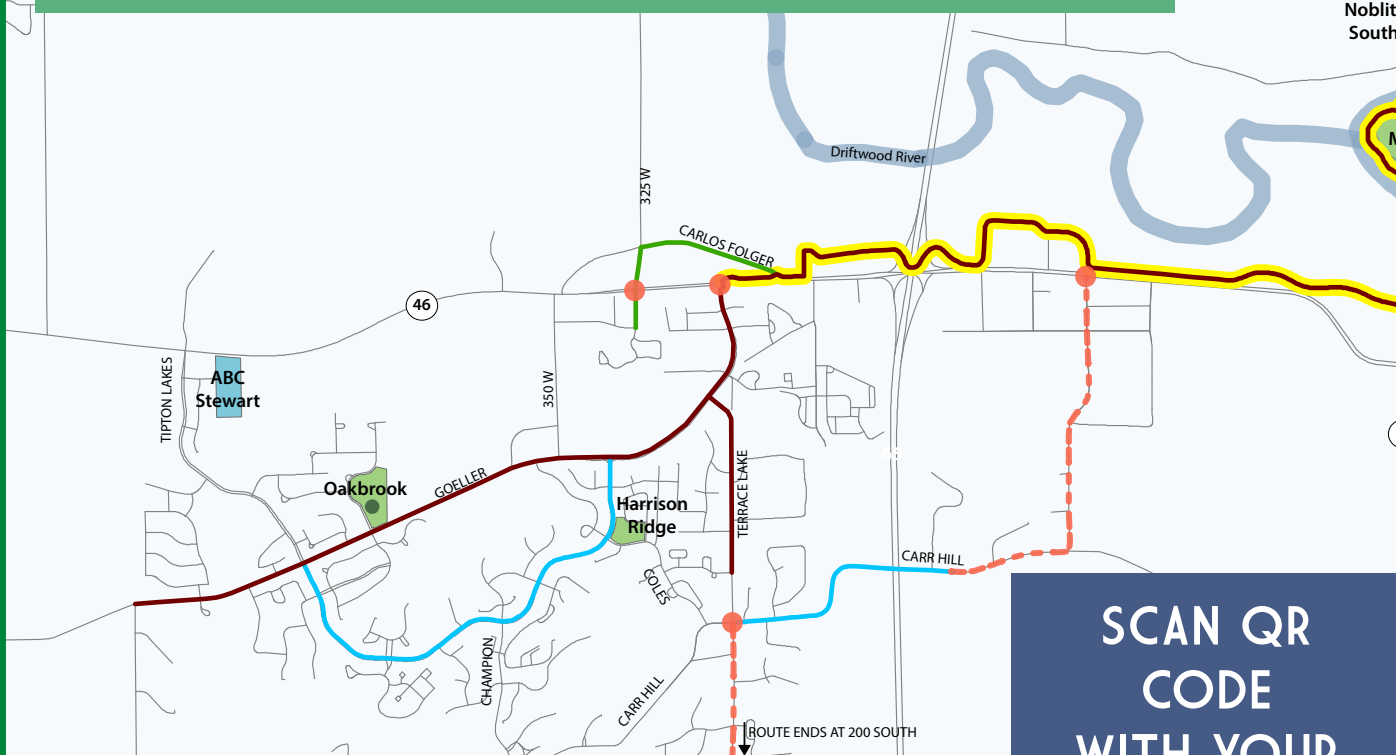 Noblit
South
Driftwood River
325 W
CARLOS FOLGER
46
TIPTON LAKES
ABC
Stewart
350 W
Oakbrook
GOELLER
Harrison
Ridge
TERRACE LAKE
COLES
CARR HILL
CHAMPION
CARR HILL
ROUTE ENDS AT 200 SOUTH
SCAN QR
CODE
WITH YOUR